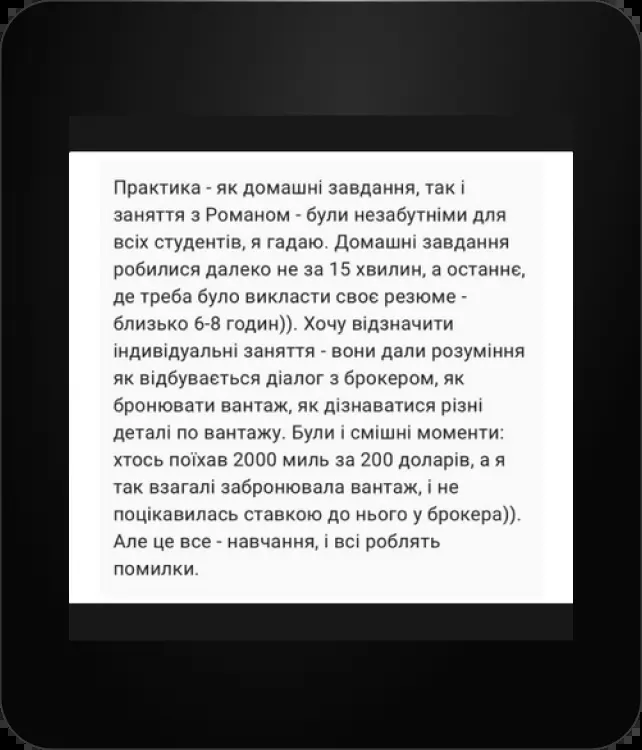 Практика - як домашні завдання, так і
заняття з Романом - були незабутніми для
всіх студентів, я гадаю. Домашні завдання
робилися далеко не за 15 хвилин, а останнє,
де треба було викласти своє резюме -
близько 6-8 годин)). Хочу відзначити
індивідуальні заняття - вони дали розуміння
як відбувається діалог з брокером, як
бронювати вантаж, як дізнаватися різні
деталі по вантажу. Були і смішні моменти:
хтось поїхав 2000 миль за 200 доларів, а я
так взагалі забронювала вантаж, і не
поцікавилась ставкою до нього у брокера)).
Але це все - навчання, і всі роблять
помилки.